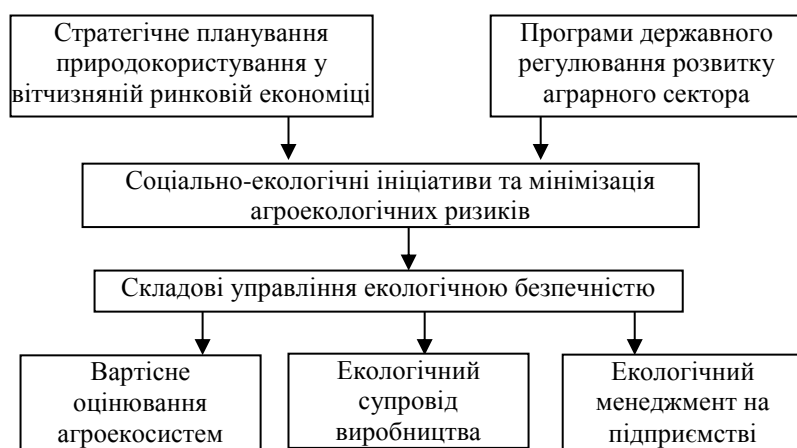 Стратегічне планування
природокористування у
вітчизняній ринковій економіці
Програми державного
регулювання розвитку
аграрного сектора
Соціально-екологічні ініціативи та мінімізація
агроекологічних ризиків
Складові управління екологічною безпечністю
Вартісне
оцінювання
агроекосистем
Екологічний
супровід
виробництва
Екологічний
менеджмент на
підприємстві